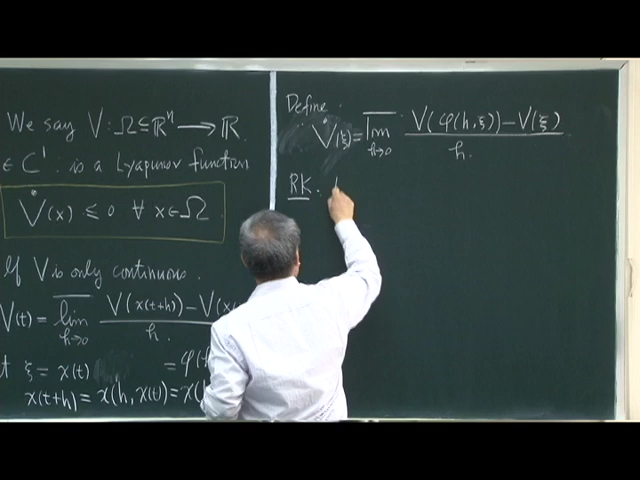 We say V : Ω ⊆ ℝⁿ → ℝ
∈ C¹ : is a Lyapunov function
V̇(x) ≤ 0 ∀ x ∈ Ω
If V is only continuous.
V(t) = lim̅_{h→0} (V(x(t+h)) − V(x / h.
ξ = x(t) = φ(
x(t+h) = x(h, x(t)) = x(
Define :
V̇(ξ) = lim̅_{h→0} (V(φ(h,ξ)) − V(ξ)) / h.
RK.